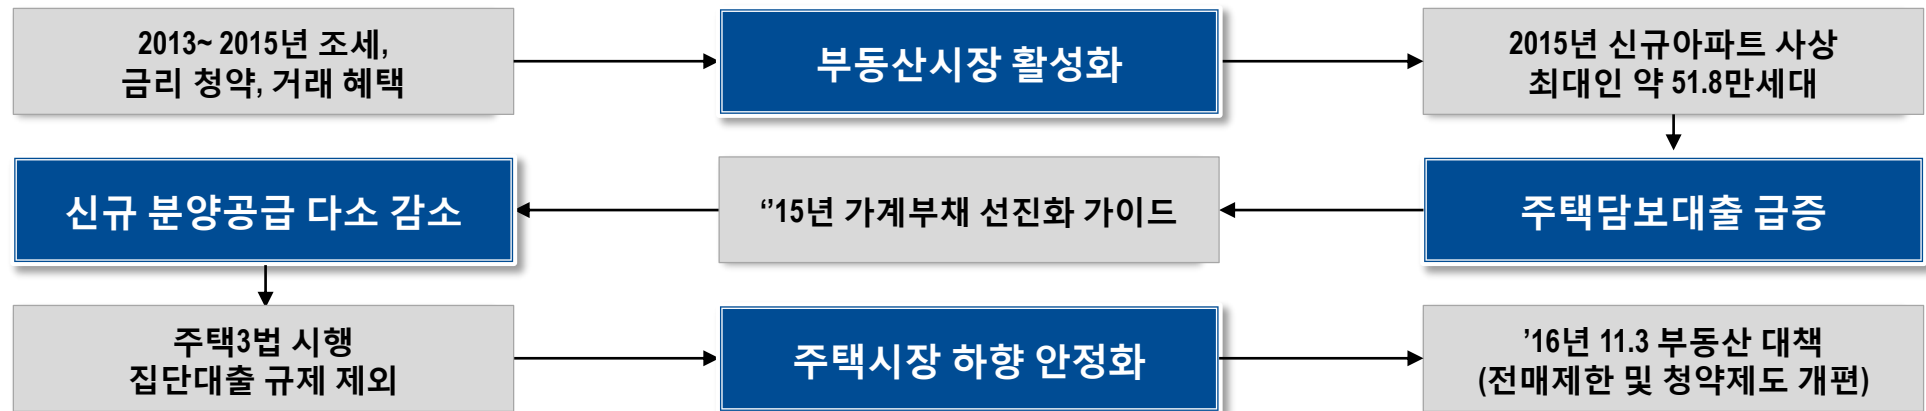 2013~ 2015년 조세,
금리 청약, 거래 혜택
부동산시장 활성화
2015년 신규아파트 사상
최대인 약 51.8만세대
주택담보대출 급증
‘’15년 가계부채 선진화 가이드
신규 분양공급 다소 감소
주택3법 시행
집단대출 규제 제외
주택시장 하향 안정화
’16년 11.3 부동산 대책
(전매제한 및 청약제도 개편)